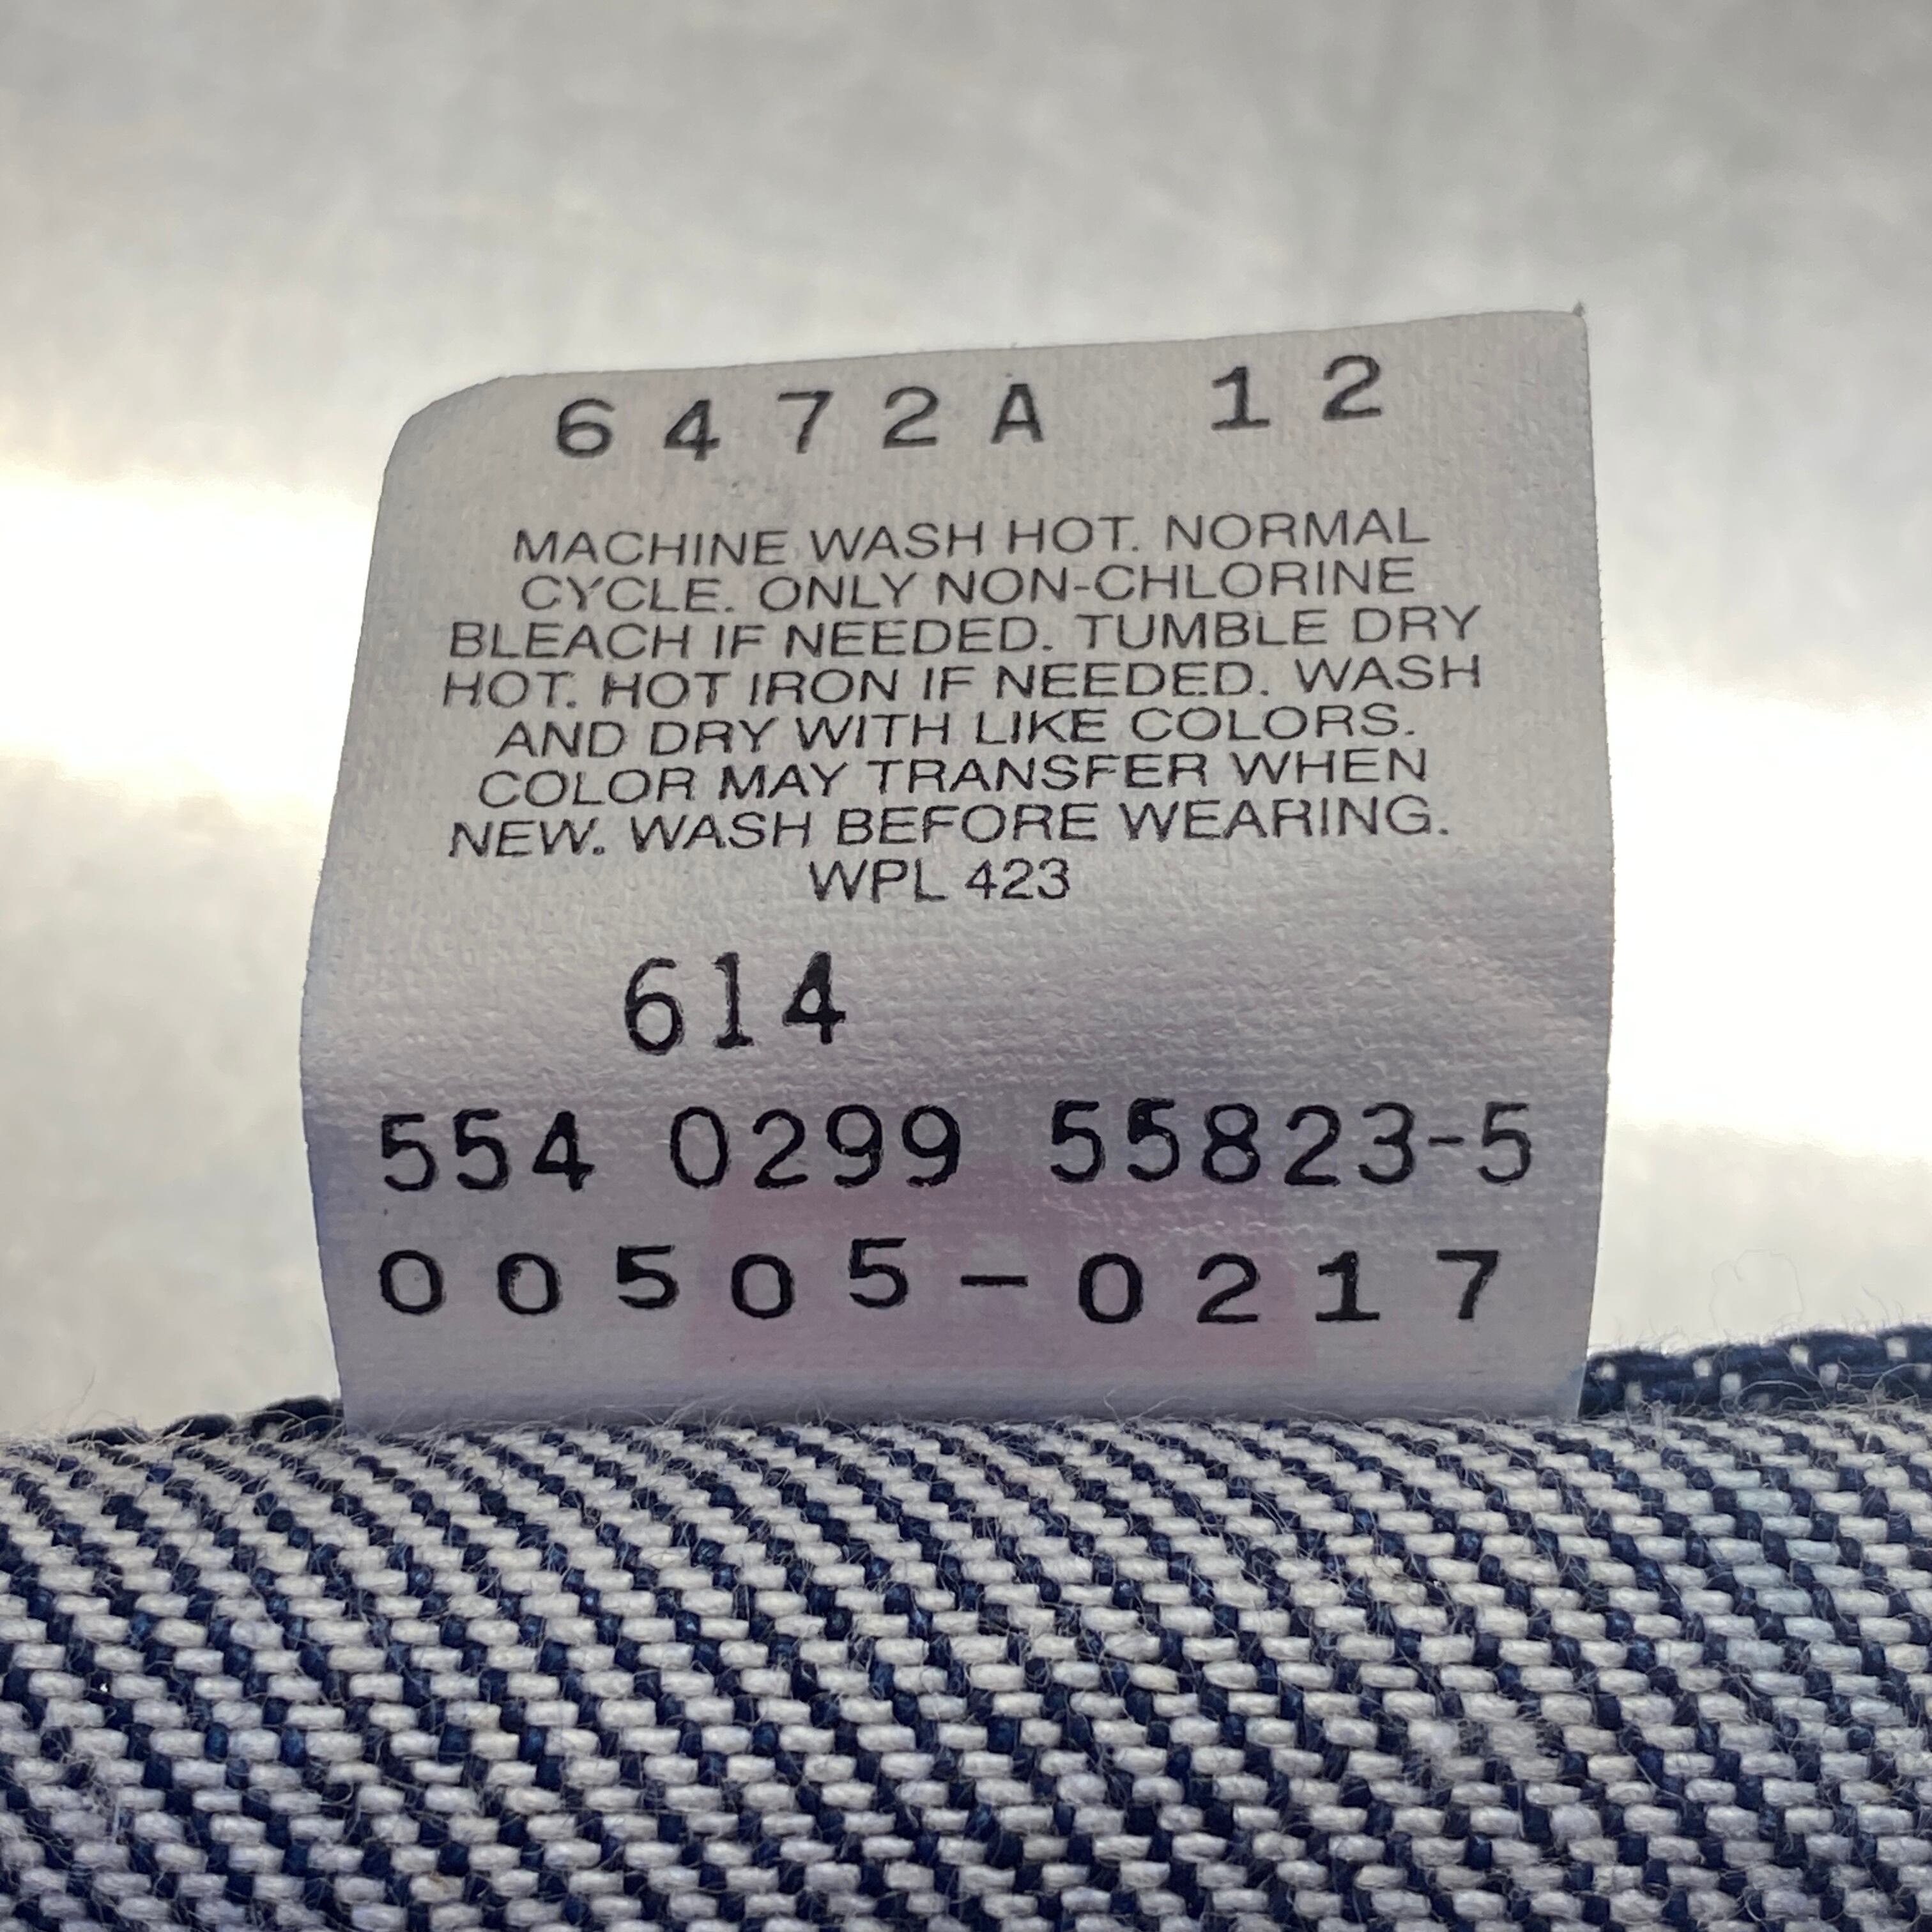 6472A 12
MACHINE WASH HOT. NORMAL
CYCLE. ONLY NON-CHLORINE
BLEACH IF NEEDED. TUMBLE DRY
HOT. HOT IRON IF NEEDED. WASH
AND DRY WITH LIKE COLORS.
COLOR MAY TRANSFER WHEN
NEW. WASH BEFORE WEARING.
WPL 423
614
554 0299 55823-5
00505-0217